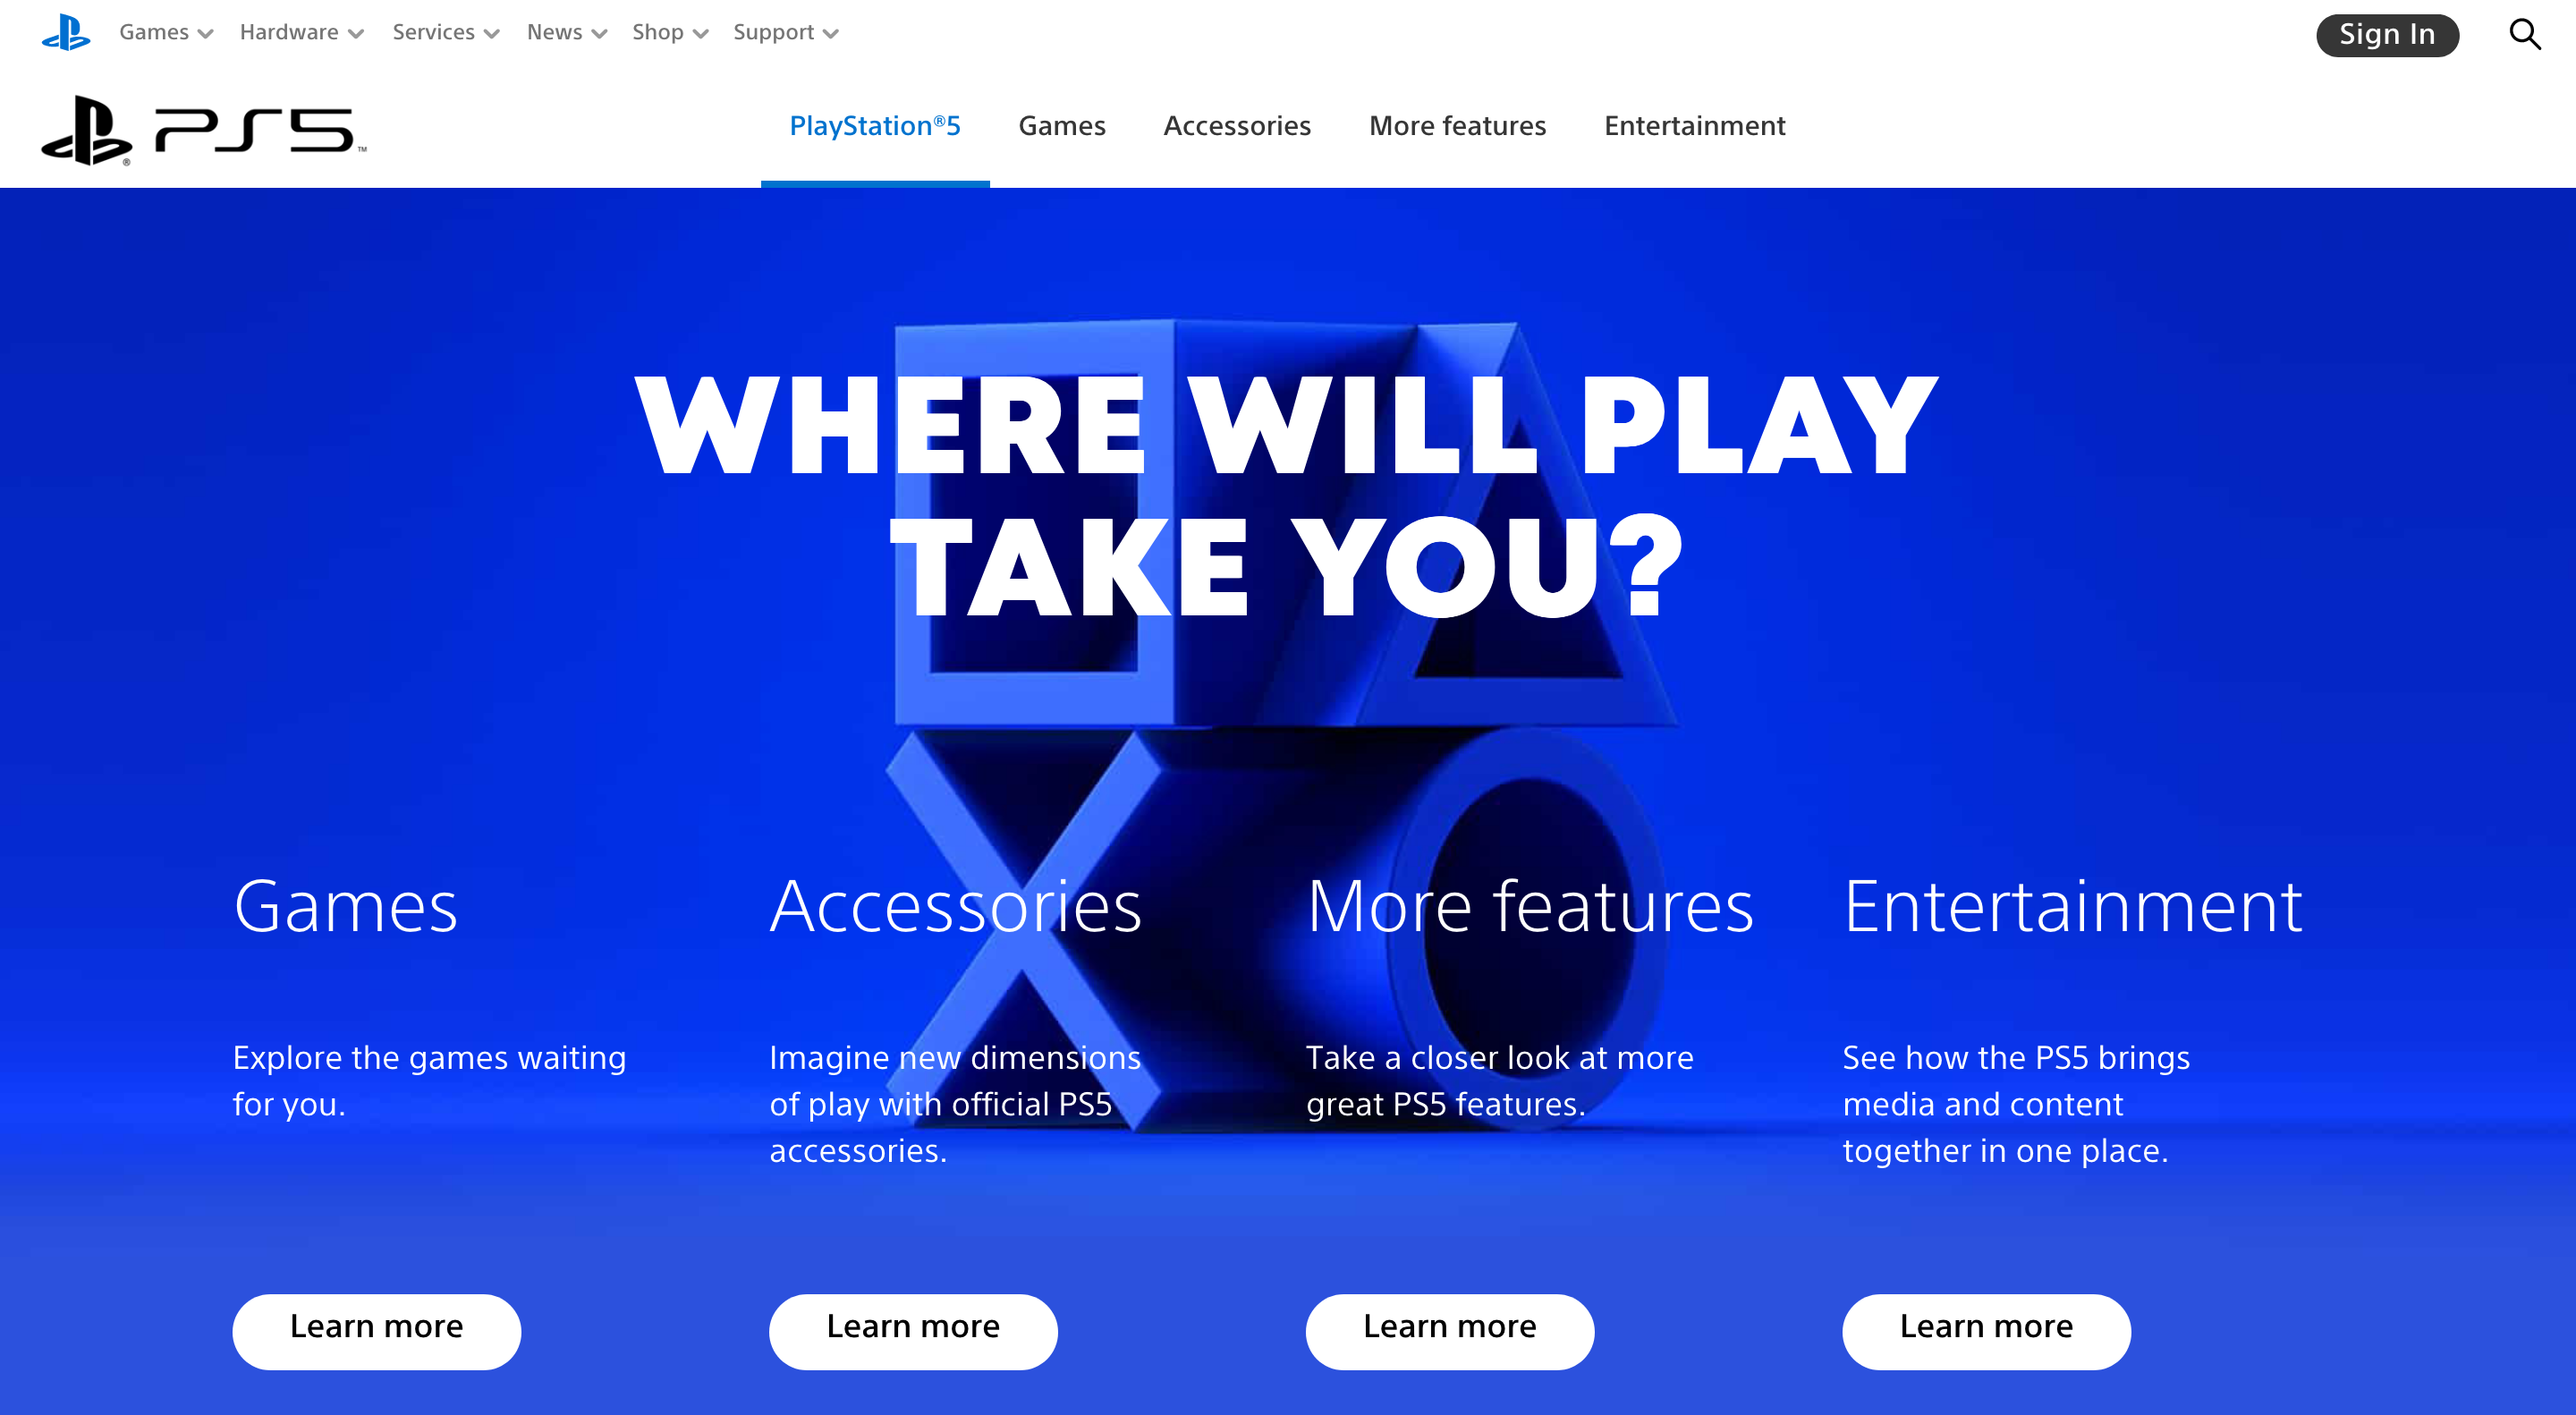 Games Hardware Services News Shop Support Sign In
PS5™ PlayStation®5 Games Accessories More features Entertainment
WHERE WILL PLAY
TAKE YOU?
Games
Explore the games waiting
for you.
Learn more
Accessories
Imagine new dimensions
of play with official PS5
accessories.
Learn more
More features
Take a closer look at more
great PS5 features.
Learn more
Entertainment
See how the PS5 brings
media and content
together in one place.
Learn more